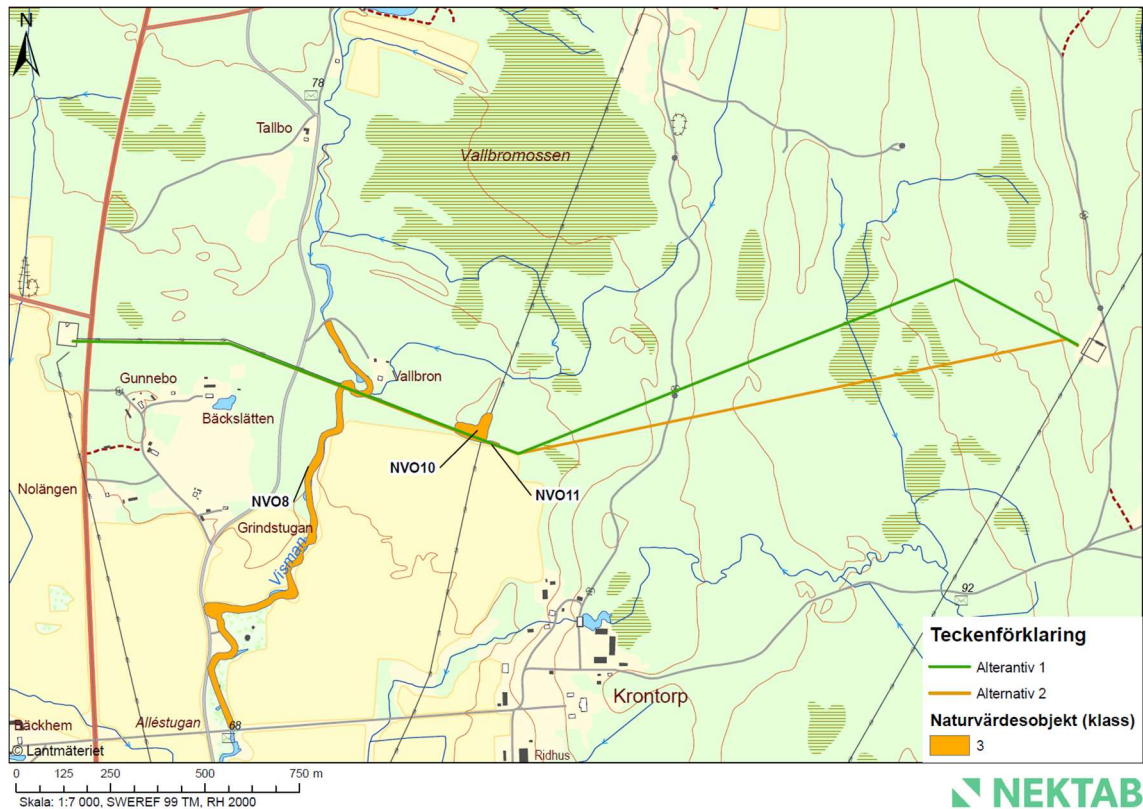 N
78
Tallbo
Vallbromossen
Gunnebo
Vallbron
Bäckslätten
NVO10
NVO11
Nolängen
NVO8
Grindstugan
Visman
92
Krontorp
Alléstugan
68
Bäckhem
Ridhus
© Lantmäteriet
Teckenförklaring
Alterantiv 1
Alternativ 2
Naturvärdesobjekt (klass)
3
0 125 250 500 750 m
Skala: 1:7 000, SWEREF 99 TM, RH 2000
NEKTAB